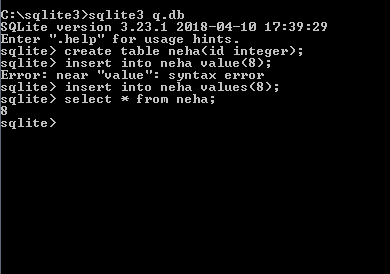 C:\sqlite3>sqlite3 q.db
SQLite version 3.23.1 2018-04-10 17:39:29
Enter ".help" for usage hints.
sqlite> create table neha(id integer);
sqlite> insert into neha value(8);
Error: near "value": syntax error
sqlite> insert into neha values(8);
sqlite> select * from neha;
8
sqlite>